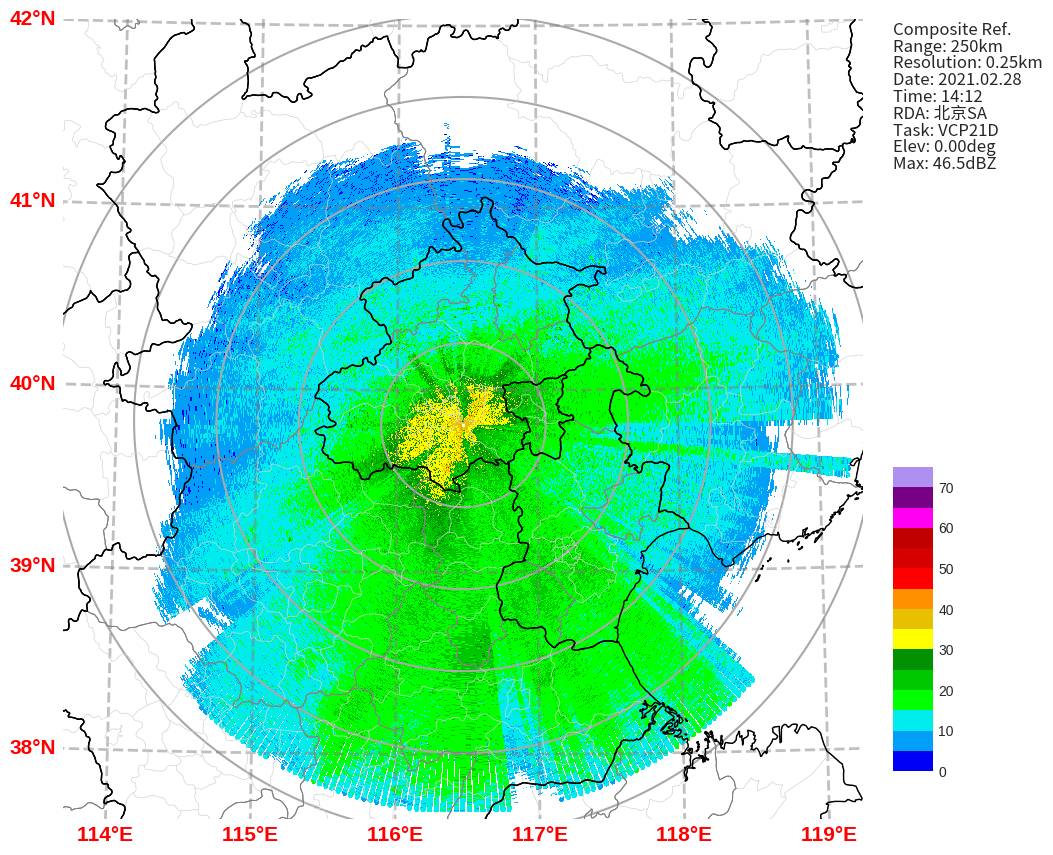 42°N
41°N
40°N
39°N
38°N
114°E
115°E
116°E
117°E
118°E
119°E
Composite Ref.
Range: 250km
Resolution: 0.25km
Date: 2021.02.28
Time: 14:12
RDA: 北京SA
Task: VCP21D
Elev: 0.00deg
Max: 46.5dBZ
70
60
50
40
30
20
10
0